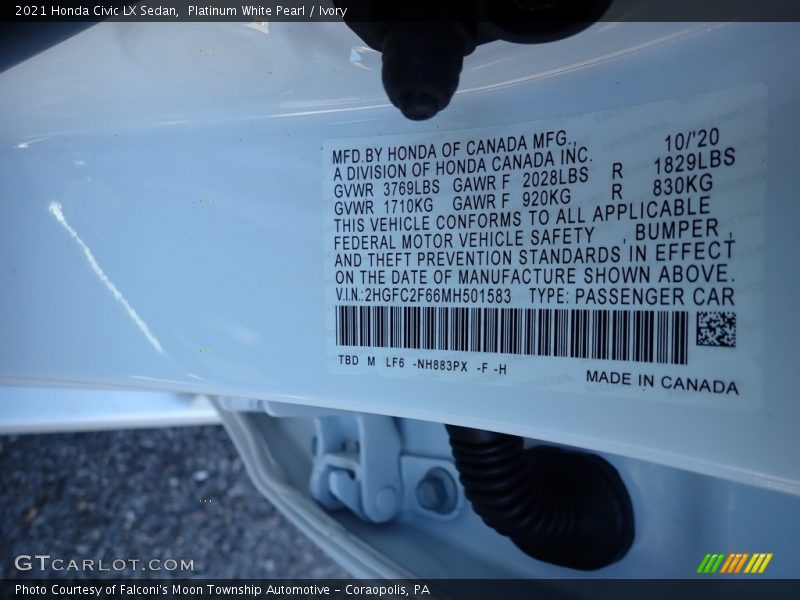 2021 Honda Civic LX Sedan,  Platinum White Pearl / Ivory
MFD.BY HONDA OF CANADA MFG., 10/'20
A DIVISION OF HONDA CANADA INC.
GVWR 3769LBS GAWR F 2028LBS R 1829LBS
GVWR 1710KG GAWR F 920KG R 830KG
THIS VEHICLE CONFORMS TO ALL APPLICABLE
FEDERAL MOTOR VEHICLE SAFETY , BUMPER ,
AND THEFT PREVENTION STANDARDS IN EFFECT
ON THE DATE OF MANUFACTURE SHOWN ABOVE.
V.I.N.:2HGFC2F66MH501583 TYPE: PASSENGER CAR
TBD M LF6 -NH883PX -F -H
MADE IN CANADA
GTCARLOT.COM
Photo Courtesy of Falconi's Moon Township Automotive - Coraopolis, PA